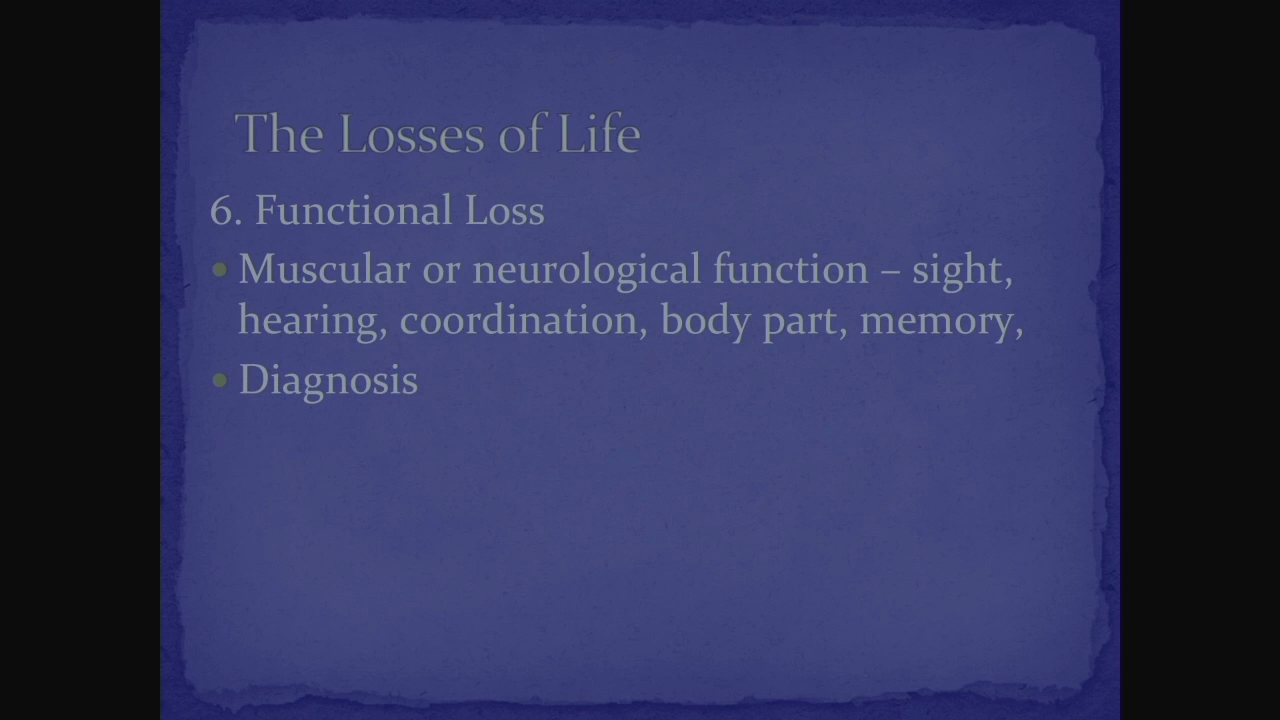 The Losses of Life
6. Functional Loss
• Muscular or neurological function – sight,
hearing, coordination, body part, memory,
• Diagnosis